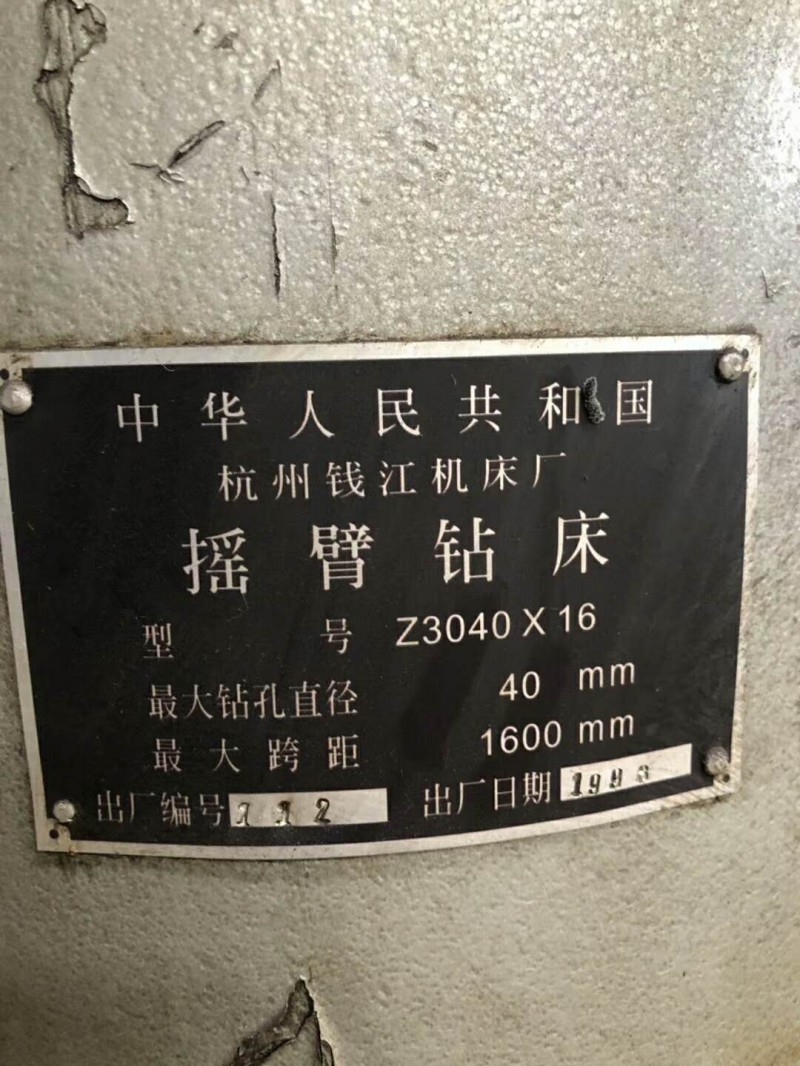 中华人民共和国
杭州钱江机床厂
摇臂钻床
型号 Z3040X16
最大钻孔直径 40 mm
最大跨距 1600 mm
出厂编号 112 出厂日期 1993